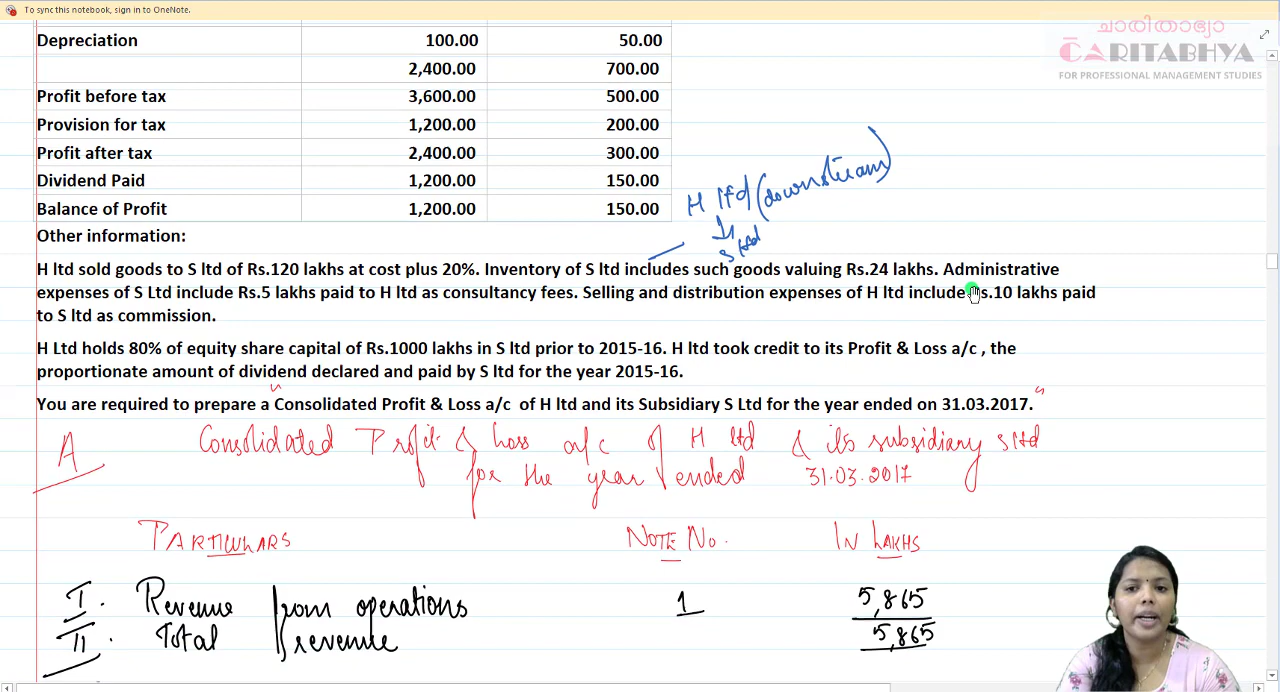 To sync this notebook, sign in to OneNote.
ചാരിതാഭ്യാ
CARITABHYA
FOR PROFESSIONAL MANAGEMENT STUDIES
Depreciation 100.00 50.00
2,400.00 700.00
Profit before tax 3,600.00 500.00
Provision for tax 1,200.00 200.00
Profit after tax 2,400.00 300.00
Dividend Paid 1,200.00 150.00
Balance of Profit 1,200.00 150.00
H ltd (downstream)
S ltd
Other information:
H ltd sold goods to S ltd of Rs.120 lakhs at cost plus 20%. Inventory of S ltd includes such goods valuing Rs.24 lakhs. Administrative
expenses of S Ltd include Rs.5 lakhs paid to H ltd as consultancy fees. Selling and distribution expenses of H ltd include Rs.10 lakhs paid
to S ltd as commission.
H Ltd holds 80% of equity share capital of Rs.1000 lakhs in S ltd prior to 2015-16. H ltd took credit to its Profit & Loss a/c , the
proportionate amount of dividend declared and paid by S ltd for the year 2015-16.
You are required to prepare a "Consolidated Profit & Loss a/c of H ltd and its Subsidiary S Ltd for the year ended on 31.03.2017."
A Consolidated Profit & Loss a/c of H ltd & its subsidiary s ltd
for the year ended 31.03.2017
PARTICULARS NOTE No. IN LAKHS
I. Revenue from operations 1 5,865
II. Total revenue 5,865